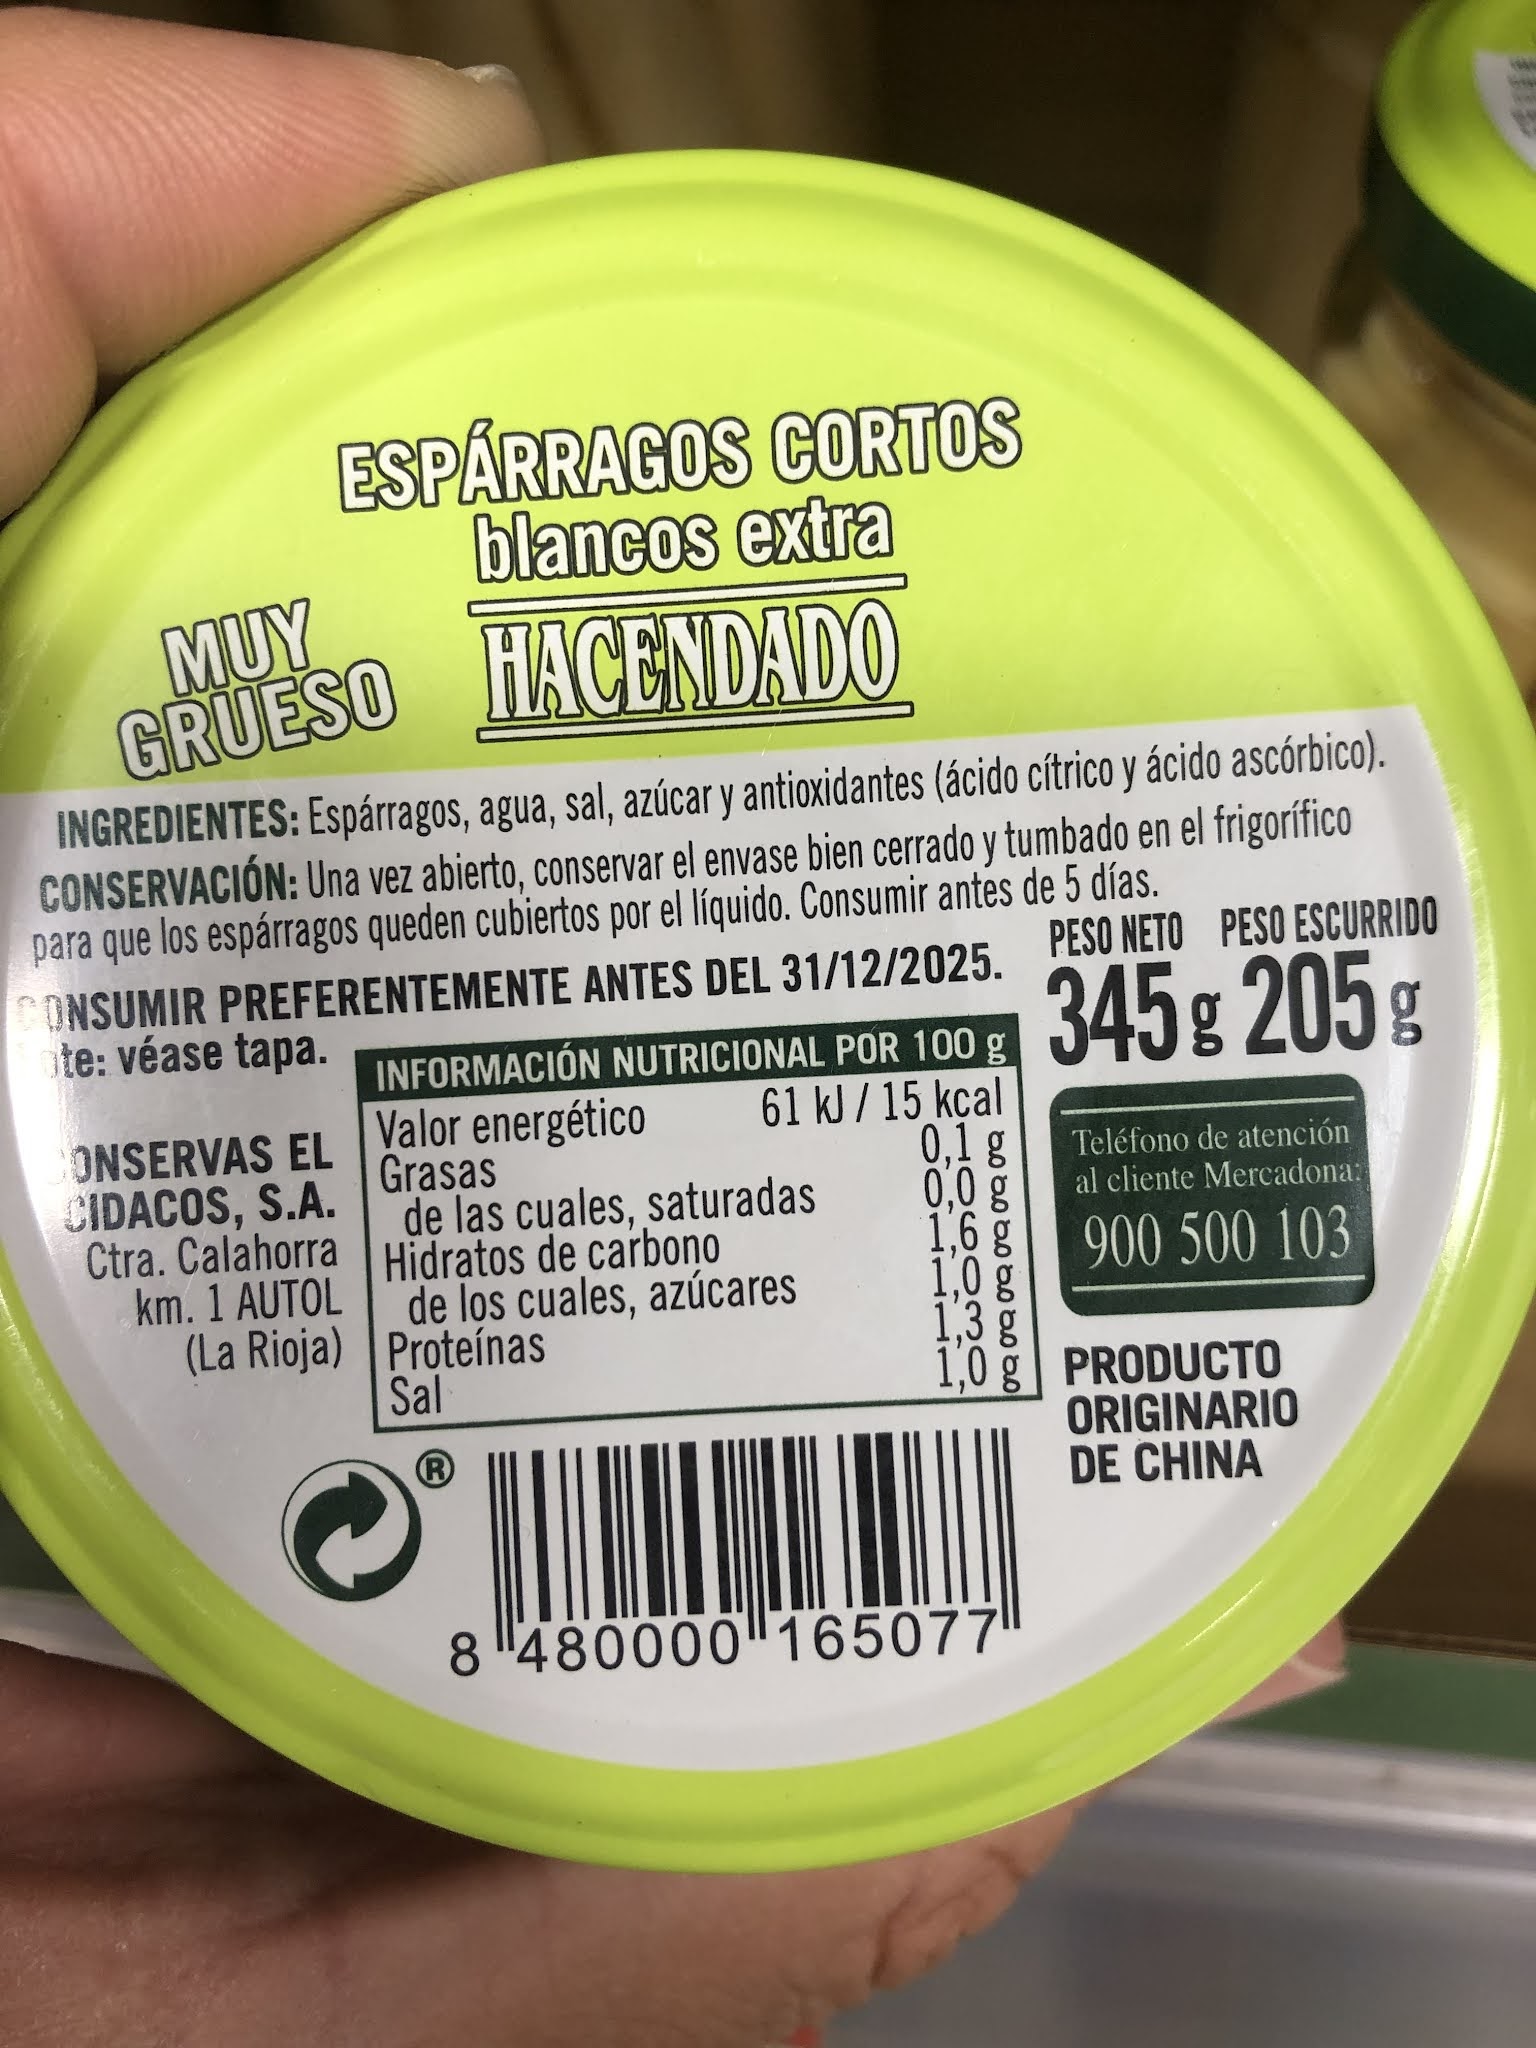 ESPÁRRAGOS CORTOS
blancos extra
MUY
GRUESO
HACENDADO
INGREDIENTES: Espárragos, agua, sal, azúcar y antioxidantes (ácido cítrico y ácido ascórbico).
CONSERVACIÓN: Una vez abierto, conservar el envase bien cerrado y tumbado en el frigorífico
para que los espárragos queden cubiertos por el líquido. Consumir antes de 5 días.
CONSUMIR PREFERENTEMENTE ANTES DEL 31/12/2025.
véase tapa.
PESO NETO PESO ESCURRIDO
345 g 205 g
CONSERVAS EL
CIDACOS, S.A.
Ctra. Calahorra
km. 1 AUTOL
(La Rioja)
INFORMACIÓN NUTRICIONAL POR 100 g
Valor energético 61 kJ / 15 kcal
Grasas 0,1 g
de las cuales, saturadas 0,0 g
Hidratos de carbono 1,6 g
de los cuales, azúcares 1,0 g
Proteínas 1,3 g
Sal 1,0 g
Teléfono de atención
al cliente Mercadona:
900 500 103
PRODUCTO
ORIGINARIO
DE CHINA
®
8 480000 165077